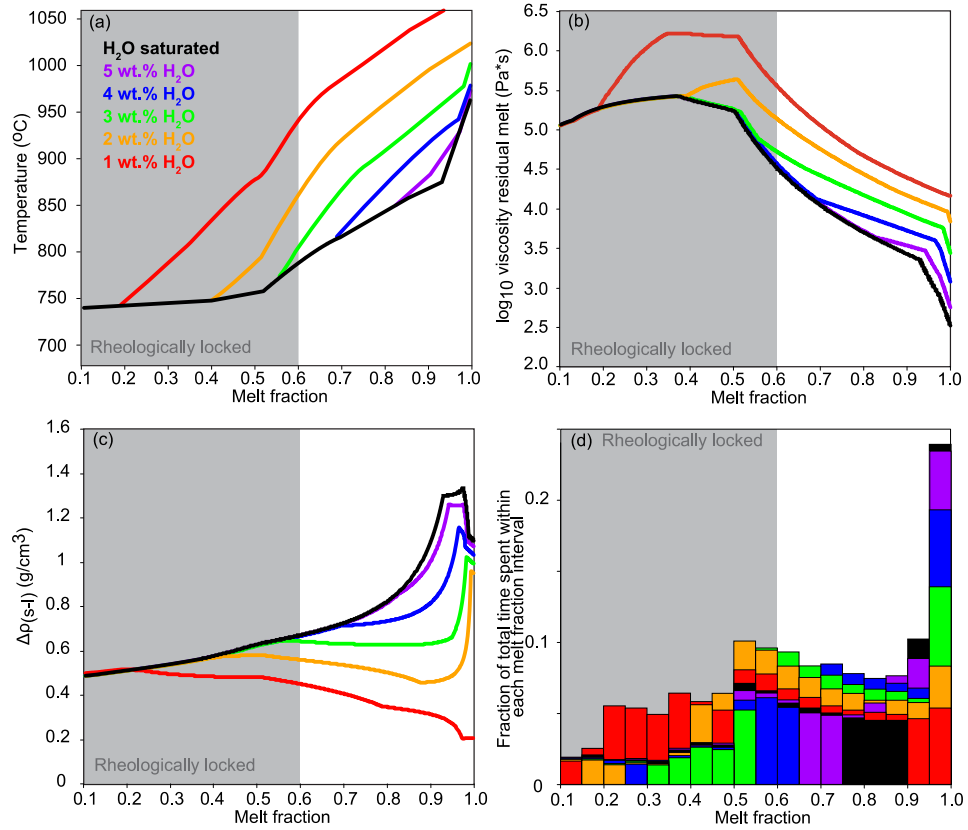 (a)
H₂O saturated
5 wt.% H₂O
4 wt.% H₂O
3 wt.% H₂O
2 wt.% H₂O
1 wt.% H₂O
Rheologically locked
Temperature (°C)
1050
1000
950
900
850
800
750
700
0.1 0.2 0.3 0.4 0.5 0.6 0.7 0.8 0.9 1.0
Melt fraction
(b)
Rheologically locked
log₁₀ viscosity residual melt (Pa*s)
6.5
6.0
5.5
5.0
4.5
4.0
3.5
3.0
2.5
2.0
0.1 0.2 0.3 0.4 0.5 0.6 0.7 0.8 0.9 1.0
Melt fraction
(c)
Rheologically locked
Δρ(s-l) (g/cm³)
1.6
1.4
1.2
1
0.8
0.6
0.4
0.2
0
0.1 0.2 0.3 0.4 0.5 0.6 0.7 0.8 0.9 1.0
Melt fraction
(d)
Rheologically locked
Fraction of total time spent within
each melt fraction interval
0.2
0.1
0
0.1 0.2 0.3 0.4 0.5 0.6 0.7 0.8 0.9 1.0
Melt fraction